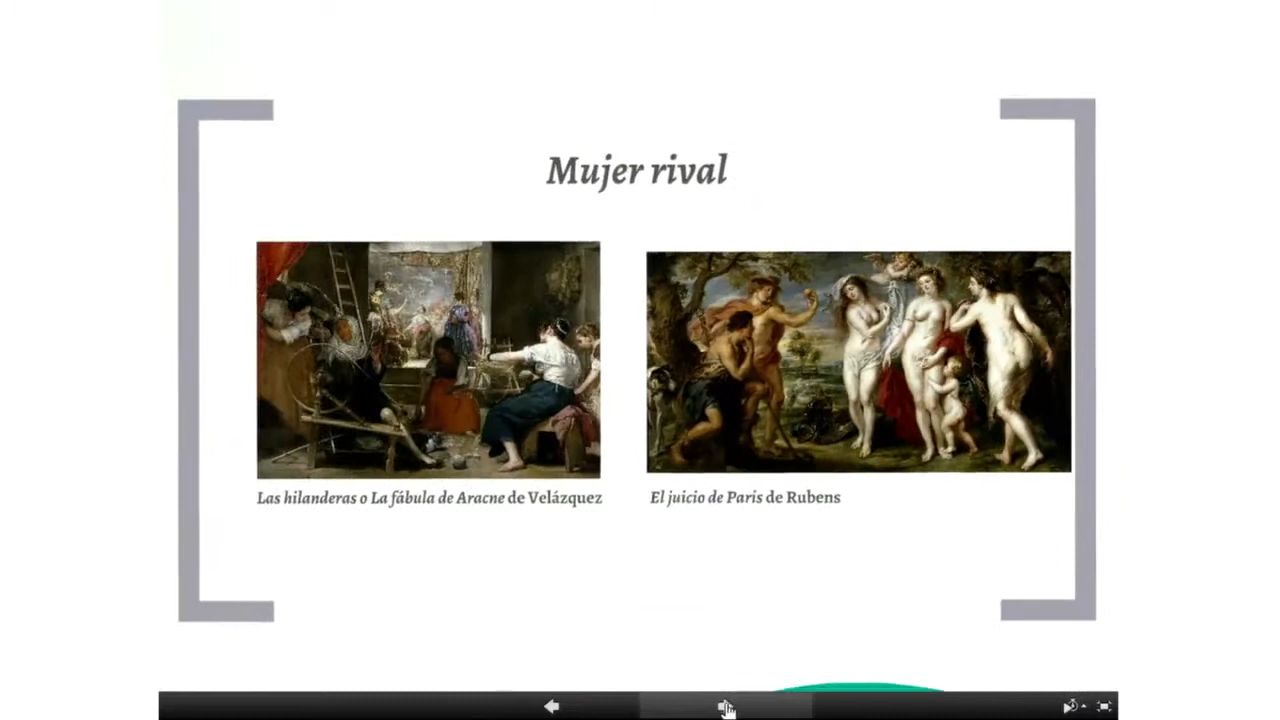 Mujer rival
Las hilanderas o La fábula de Aracne de Velázquez
El juicio de Paris de Rubens